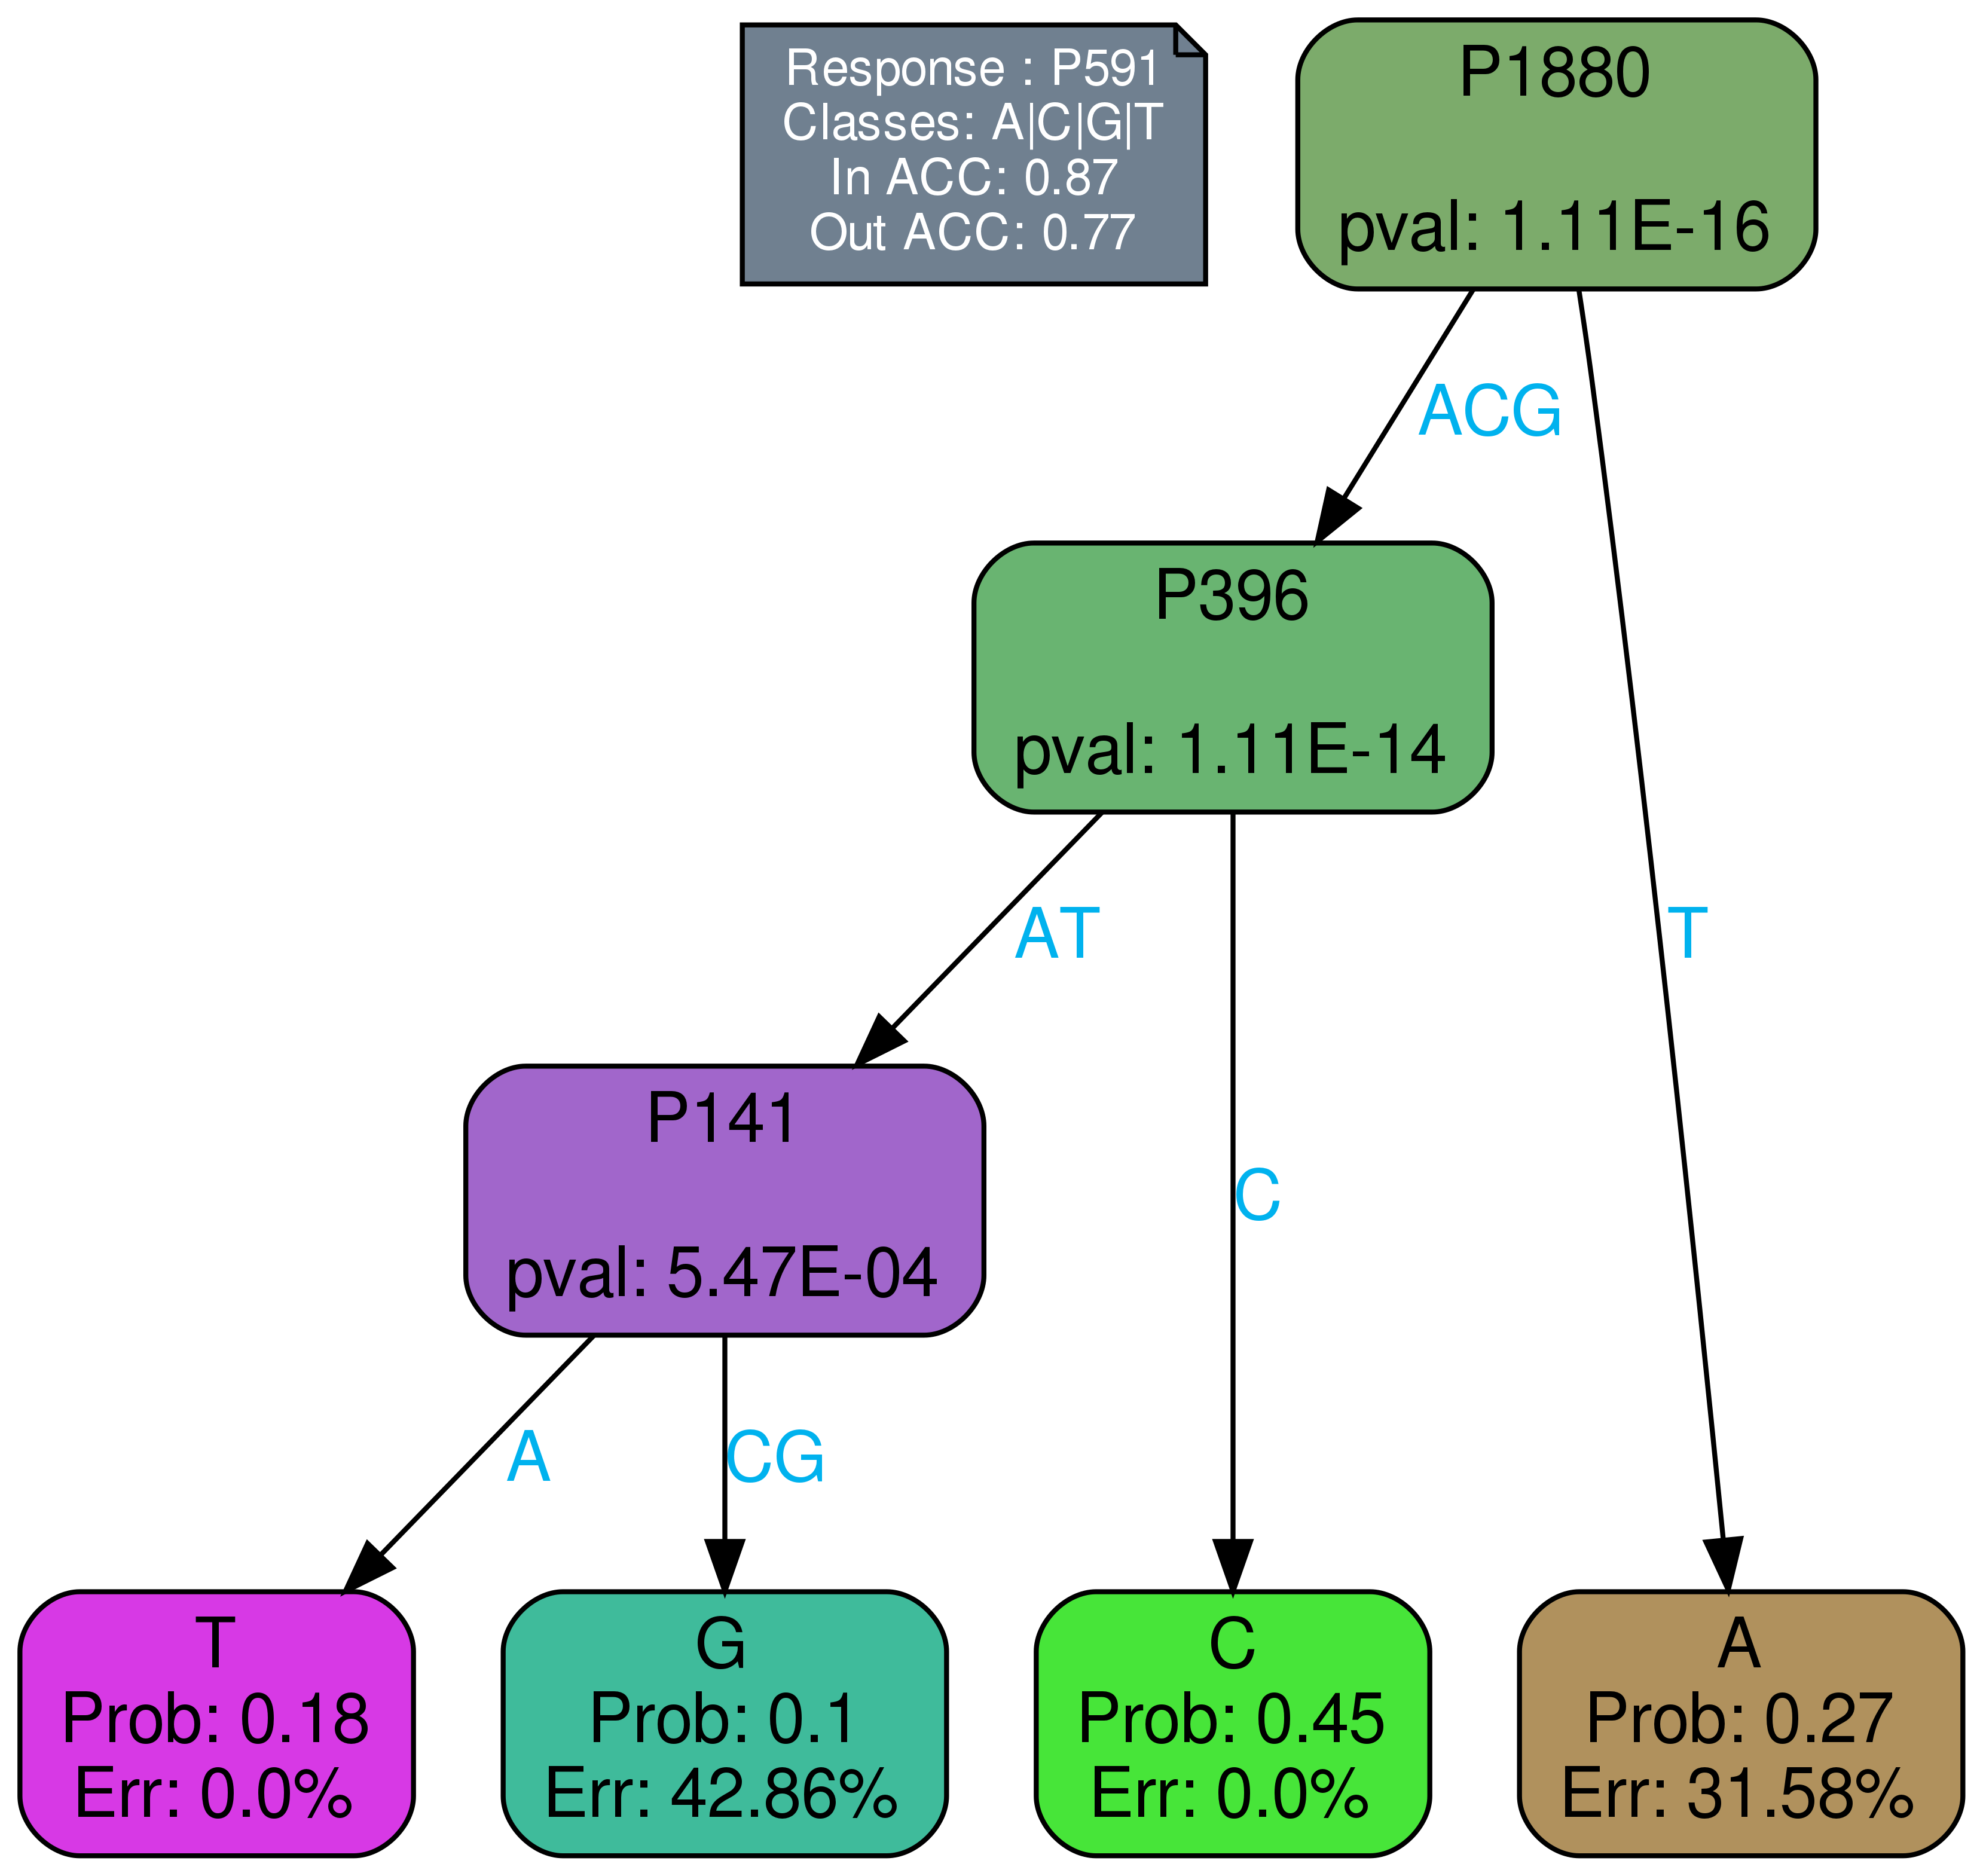 Response : P591
Classes: A|C|G|T
In ACC: 0.87
Out ACC: 0.77
P1880
pval: 1.11E-16
ACG
P396
pval: 1.11E-14
AT
T
P141
pval: 5.47E-04
C
A
CG
T
Prob: 0.18
Err: 0.0%
G
Prob: 0.1
Err: 42.86%
C
Prob: 0.45
Err: 0.0%
A
Prob: 0.27
Err: 31.58%